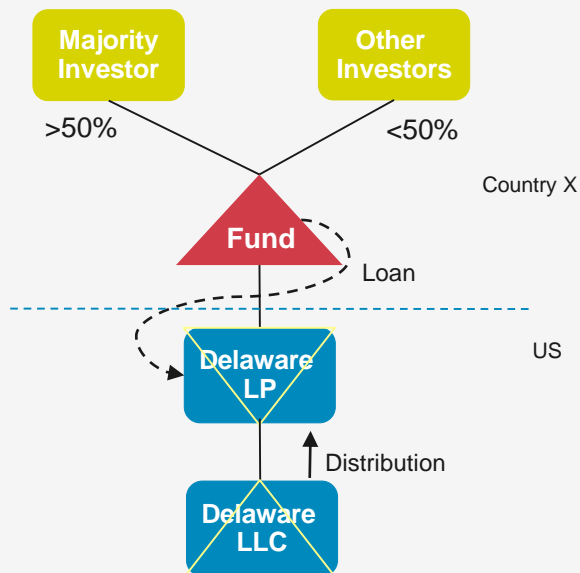 Majority
Investor
Other
Investors
>50%
<50%
Country X
Fund
Loan
US
Delaware
LP
Distribution
Delaware
LLC